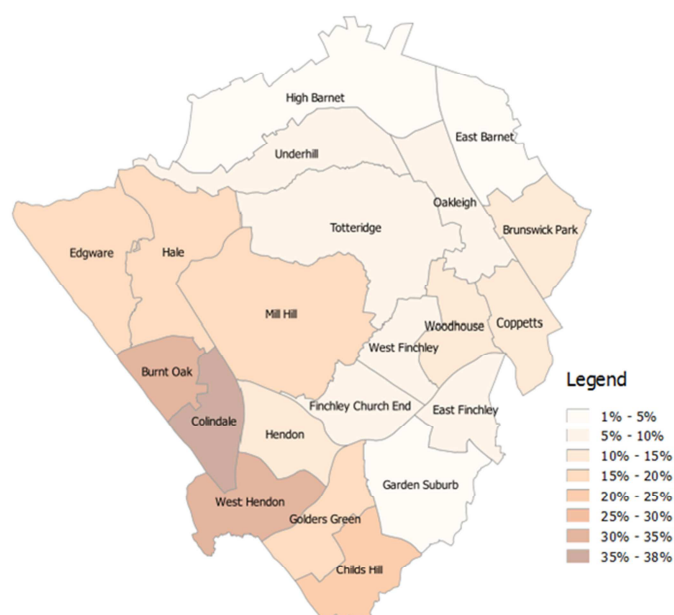 High Barnet
East Barnet
Underhill
Oakleigh
Totteridge
Brunswick Park
Edgware
Hale
Mill Hill
Woodhouse
Coppetts
West Finchley
Burnt Oak
Finchley Church End
East Finchley
Colindale
Hendon
Garden Suburb
West Hendon
Golders Green
Childs Hill
Legend
1% - 5%
5% - 10%
10% - 15%
15% - 20%
20% - 25%
25% - 30%
30% - 35%
35% - 38%